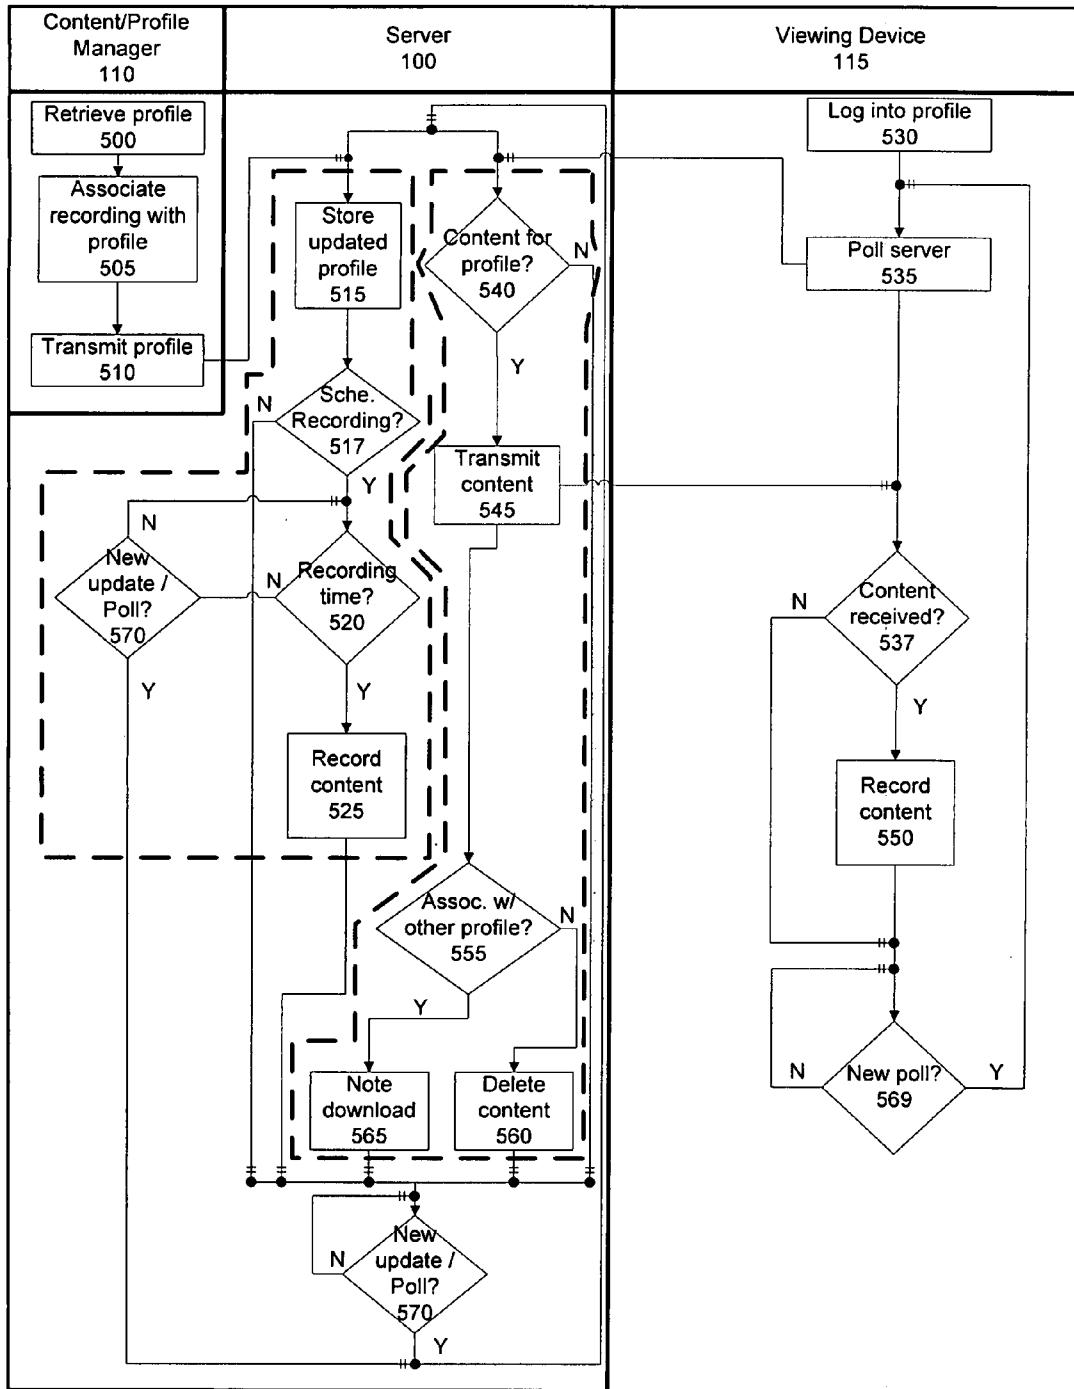 Content/Profile
Manager
110
Server
100
Viewing Device
115
Retrieve profile
500
Associate
recording with
profile
505
Transmit profile
510
Store
updated
profile
515
Sche.
Recording?
517
N
Y
New
update /
Poll?
570
N
Y
Recording
time?
520
N
Y
Record
content
525
Content for
profile?
540
N
Y
Transmit
content
545
Assoc. w/
other profile?
555
N
Y
Note
download
565
Delete
content
560
New
update /
Poll?
570
N
Y
Log into profile
530
Poll server
535
Content
received?
537
N
Y
Record
content
550
New poll?
569
N
Y